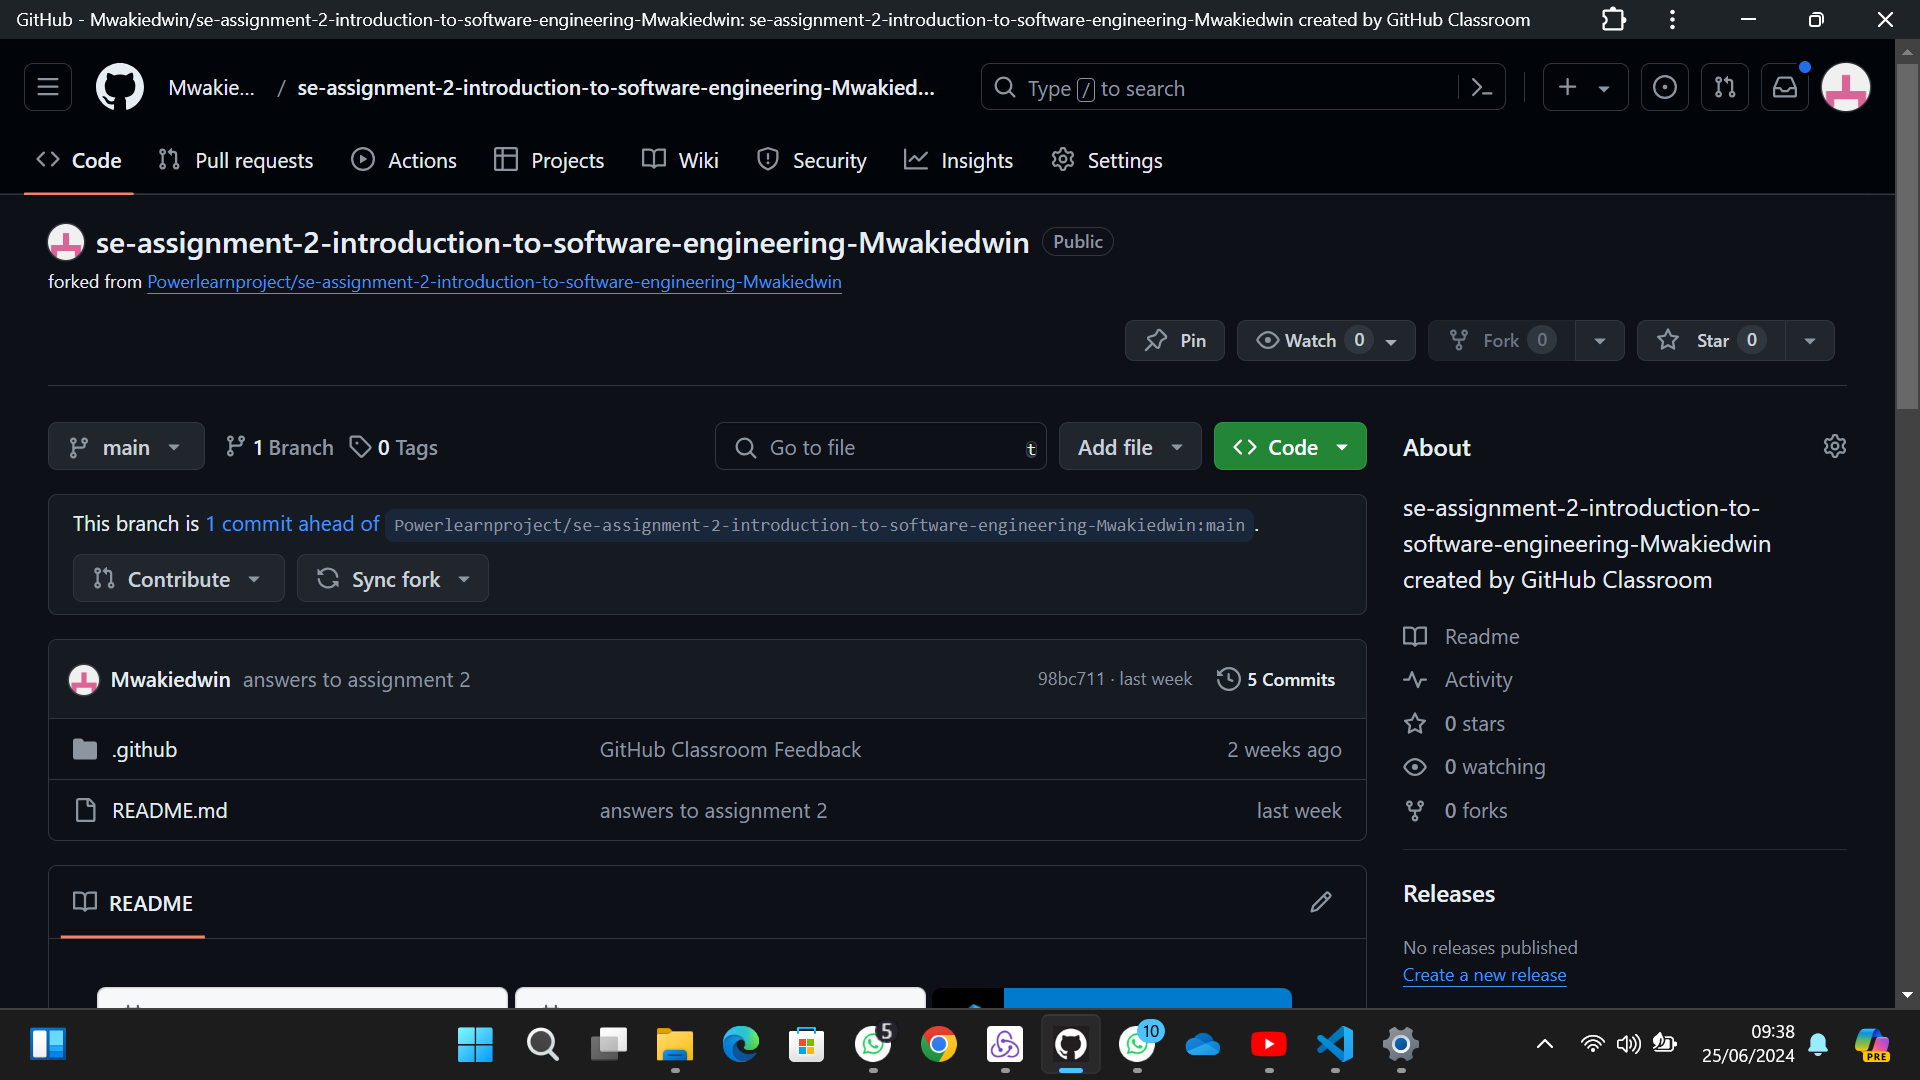 GitHub - Mwakiedwin/se-assignment-2-introduction-to-software-engineering-Mwakiedwin: se-assignment-2-introduction-to-software-engineering-Mwakiedwin created by GitHub Classroom
Mwakie... / se-assignment-2-introduction-to-software-engineering-Mwakied...
Type / to search
Code
Pull requests
Actions
Projects
Wiki
Security
Insights
Settings
se-assignment-2-introduction-to-software-engineering-Mwakiedwin Public
forked from Powerlearnproject/se-assignment-2-introduction-to-software-engineering-Mwakiedwin
Pin
Watch 0
Fork 0
Star 0
main
1 Branch
0 Tags
Go to file t
Add file
Code
This branch is 1 commit ahead of Powerlearnproject/se-assignment-2-introduction-to-software-engineering-Mwakiedwin:main .
Contribute
Sync fork
Mwakiedwin answers to assignment 2
98bc711 · last week
5 Commits
.github GitHub Classroom Feedback 2 weeks ago
README.md answers to assignment 2 last week
README
About
se-assignment-2-introduction-to-
software-engineering-Mwakiedwin
created by GitHub Classroom
Readme
Activity
0 stars
0 watching
0 forks
Releases
No releases published
Create a new release
5
10
09:38
25/06/2024
PRE